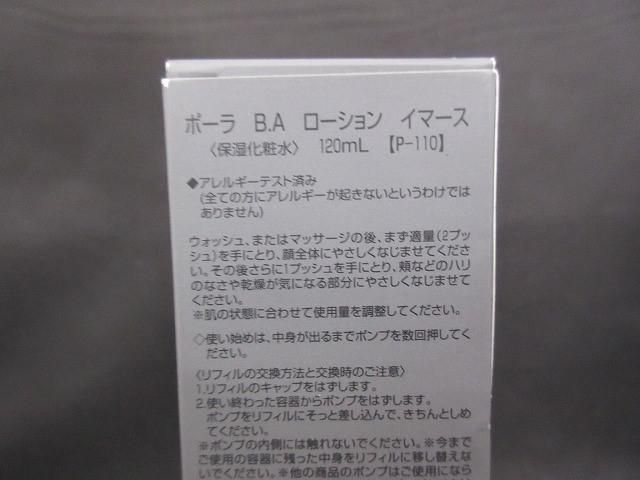 ポーラ B.A ローション イマース
〈保湿化粧水〉 120mL 【P-110】
◆アレルギーテスト済み
(全ての方にアレルギーが起きないというわけでは
ありません)
ウォッシュ、またはマッサージの後、まず適量(2プッ
シュ)を手にとり、顔全体にやさしくなじませてくださ
い。その後さらに1プッシュを手にとり、頬などのハリ
のなさや乾燥が気になる部分にやさしくなじませて
ください。
※肌の状態に合わせて使用量を調整してください。
◇使い始めは、中身が出るまでポンプを数回押してく
ださい。
〈リフィルの交換方法と交換時のご注意〉
1.リフィルのキャップをはずします。
2.使い終わった容器からポンプをはずします。
ポンプをリフィルにそっと差し込んで、きちんとしめ
てください。
※ポンプの内側には触れないでください。※今まで
ご使用の容器に残った中身をリフィルに移し替えな
いでください。※他の商品のポンプはご使用になら